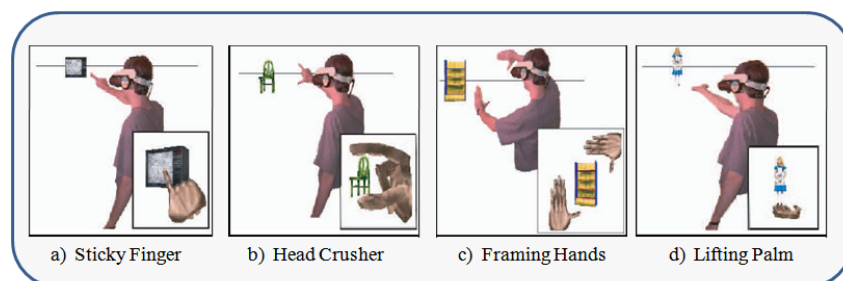 a) Sticky Finger
b) Head Crusher
c) Framing Hands
d) Lifting Palm